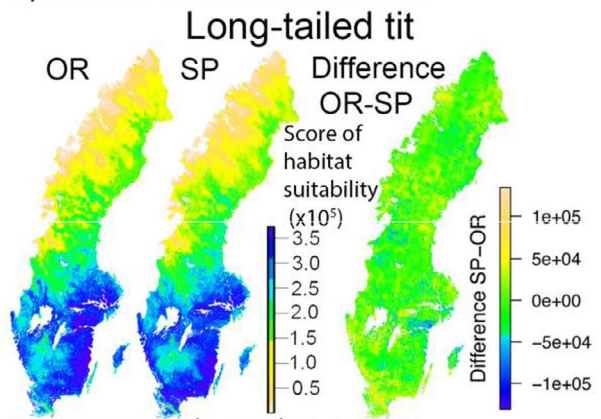 Long-tailed tit
OR
SP
Difference
OR-SP
Score of
habitat
suitability
(x10⁵)
3.5
3.0
2.5
2.0
1.5
1.0
0.5
Difference SP-OR
1e+05
5e+04
0e+00
-5e+04
-1e+05